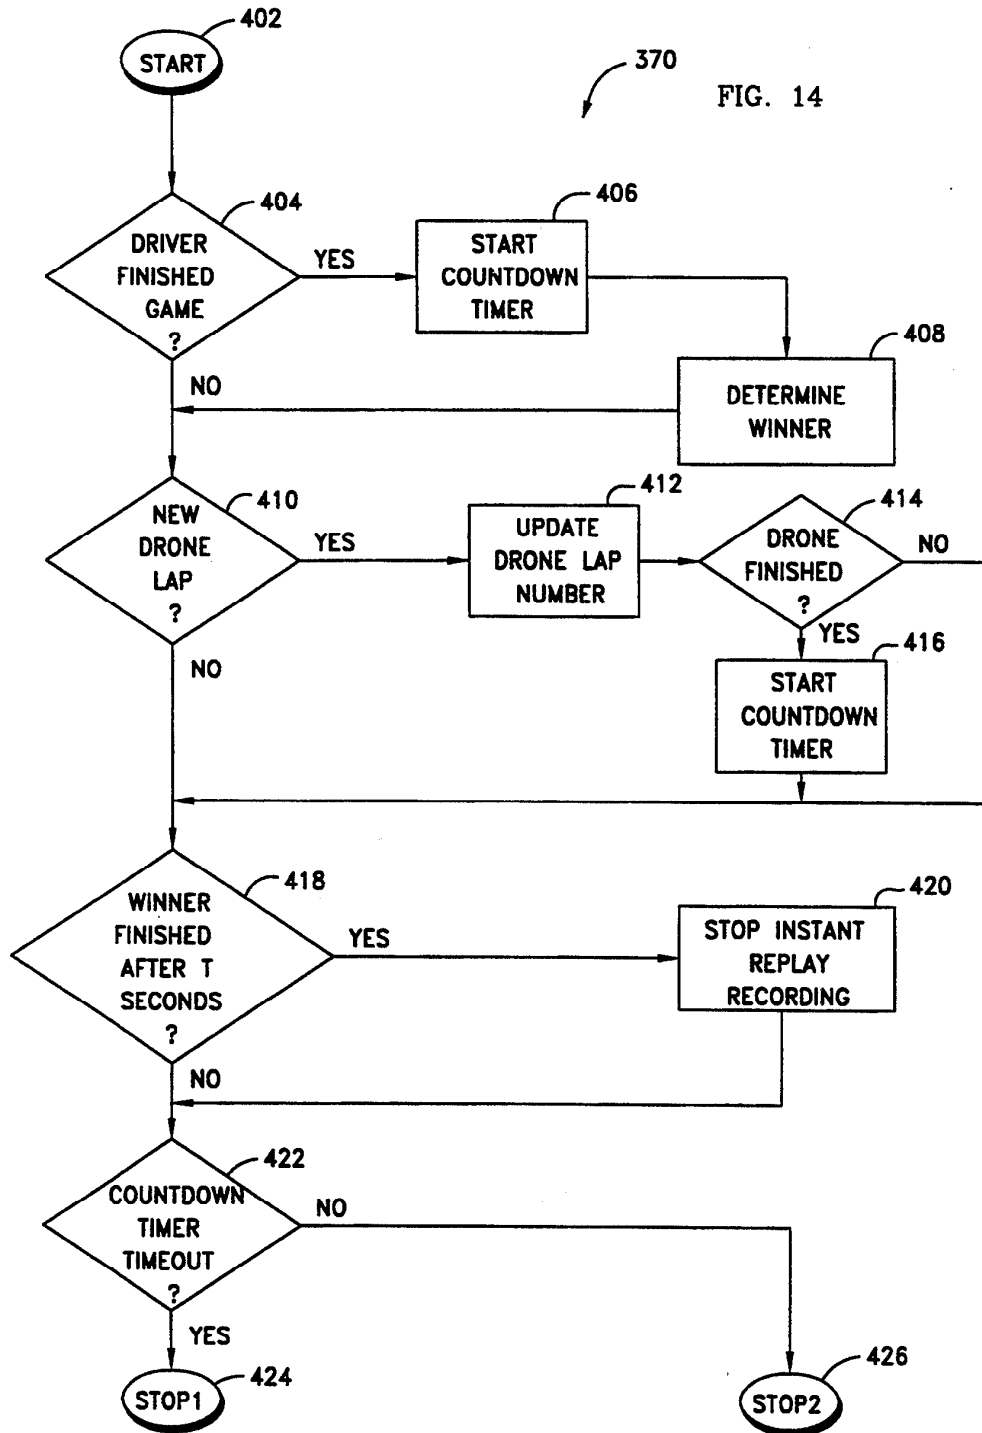 402
START
370
FIG. 14
404
DRIVER
FINISHED
GAME
?
YES
406
START
COUNTDOWN
TIMER
408
DETERMINE
WINNER
NO
410
NEW
DRONE
LAP
?
YES
412
UPDATE
DRONE LAP
NUMBER
414
DRONE
FINISHED
?
NO
YES
416
START
COUNTDOWN
TIMER
NO
418
WINNER
FINISHED
AFTER T
SECONDS
?
YES
420
STOP INSTANT
REPLAY
RECORDING
NO
422
COUNTDOWN
TIMER
TIMEOUT
?
NO
YES
424
STOP1
426
STOP2